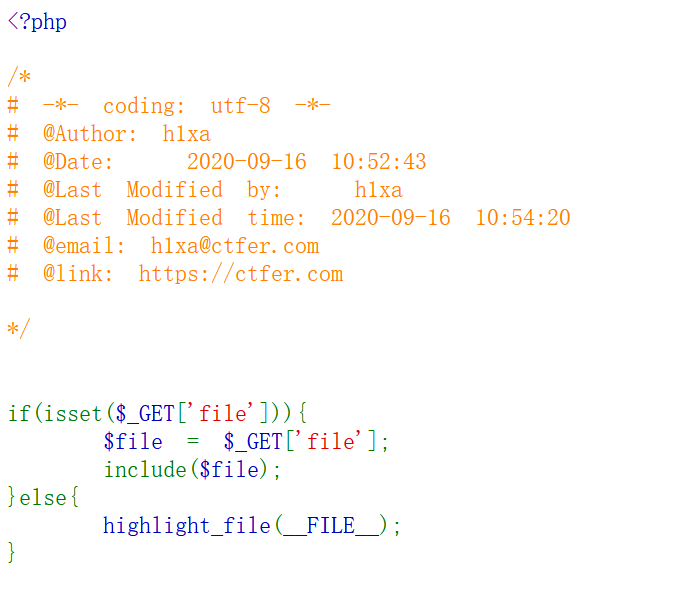 <?php
/*
# -*- coding: utf-8 -*-
# @Author: h1xa
# @Date:   2020-09-16 10:52:43
# @Last Modified by:   h1xa
# @Last Modified time: 2020-09-16 10:54:20
# @email: h1xa@ctfer.com
# @link: https://ctfer.com
*/
if(isset($_GET['file'])){
    $file = $_GET['file'];
    include($file);
}else{
    highlight_file(__FILE__);
}